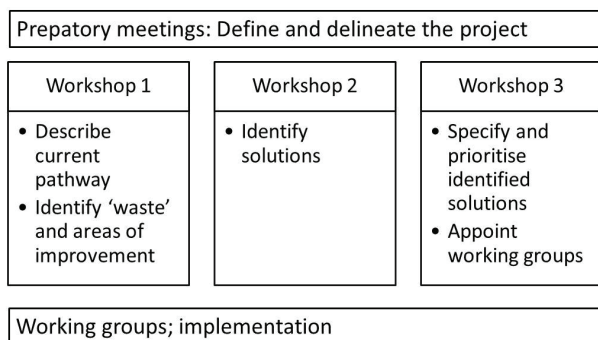 Prepatory meetings: Define and delineate the project
Workshop 1
• Describe
current
pathway
• Identify ‘waste’
and areas of
improvement
Workshop 2
• Identify
solutions
Workshop 3
• Specify and
prioritise
identified
solutions
• Appoint
working groups
Working groups; implementation